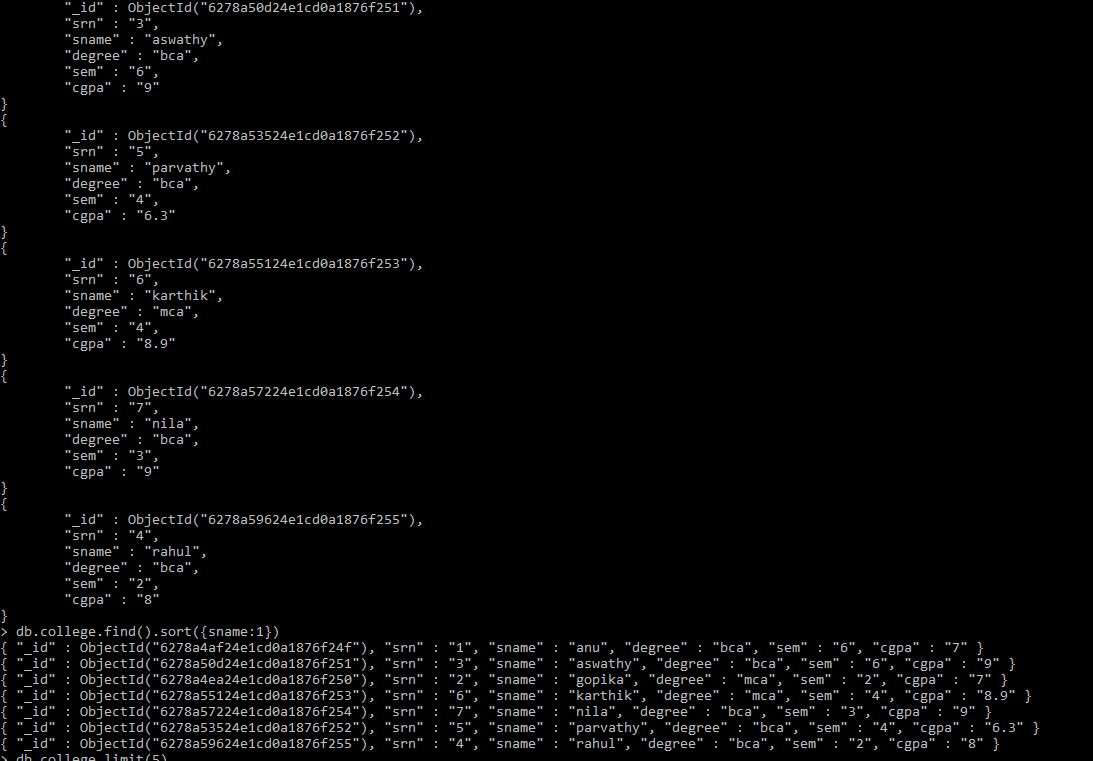 "_id" : ObjectId("6278a50d24e1cd0a1876f251"),
"srn" : "3",
"sname" : "aswathy",
"degree" : "bca",
"sem" : "6",
"cgpa" : "9"
}
{
"_id" : ObjectId("6278a53524e1cd0a1876f252"),
"srn" : "5",
"sname" : "parvathy",
"degree" : "bca",
"sem" : "4",
"cgpa" : "6.3"
}
{
"_id" : ObjectId("6278a55124e1cd0a1876f253"),
"srn" : "6",
"sname" : "karthik",
"degree" : "mca",
"sem" : "4",
"cgpa" : "8.9"
}
{
"_id" : ObjectId("6278a57224e1cd0a1876f254"),
"srn" : "7",
"sname" : "nila",
"degree" : "bca",
"sem" : "3",
"cgpa" : "9"
}
{
"_id" : ObjectId("6278a59624e1cd0a1876f255"),
"srn" : "4",
"sname" : "rahul",
"degree" : "bca",
"sem" : "2",
"cgpa" : "8"
}
> db.college.find().sort({sname:1})
{ "_id" : ObjectId("6278a4af24e1cd0a1876f24f"), "srn" : "1", "sname" : "anu", "degree" : "bca", "sem" : "6", "cgpa" : "7" }
{ "_id" : ObjectId("6278a50d24e1cd0a1876f251"), "srn" : "3", "sname" : "aswathy", "degree" : "bca", "sem" : "6", "cgpa" : "9" }
{ "_id" : ObjectId("6278a4ea24e1cd0a1876f250"), "srn" : "2", "sname" : "gopika", "degree" : "mca", "sem" : "2", "cgpa" : "7" }
{ "_id" : ObjectId("6278a55124e1cd0a1876f253"), "srn" : "6", "sname" : "karthik", "degree" : "mca", "sem" : "4", "cgpa" : "8.9" }
{ "_id" : ObjectId("6278a57224e1cd0a1876f254"), "srn" : "7", "sname" : "nila", "degree" : "bca", "sem" : "3", "cgpa" : "9" }
{ "_id" : ObjectId("6278a53524e1cd0a1876f252"), "srn" : "5", "sname" : "parvathy", "degree" : "bca", "sem" : "4", "cgpa" : "6.3" }
{ "_id" : ObjectId("6278a59624e1cd0a1876f255"), "srn" : "4", "sname" : "rahul", "degree" : "bca", "sem" : "2", "cgpa" : "8" }
> db.college.limit(5)